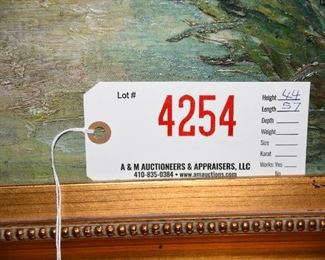 Lot #
4254
Height 44
Length 57
Depth
Weight
Size
Karat
Works: Yes
No
A & M AUCTIONEERS & APPRAISERS, LLC
410-835-0384 • www.amauctions.com